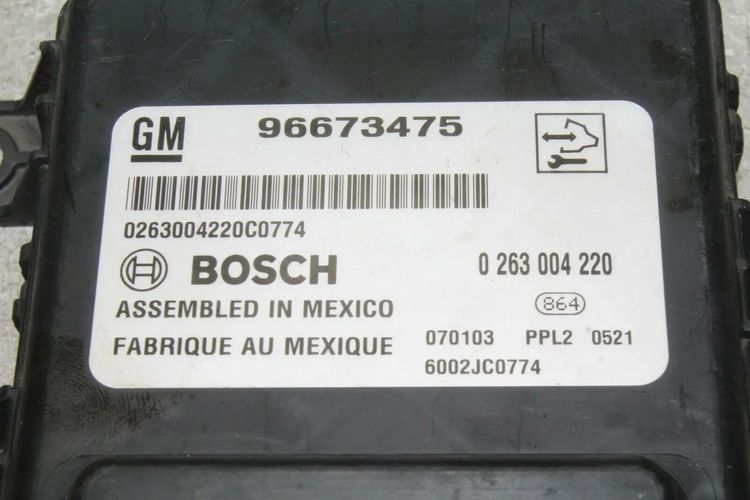 GM 96673475
0263004220C0774
BOSCH 0 263 004 220
ASSEMBLED IN MEXICO 864
FABRIQUE AU MEXIQUE 070103 PPL2 0521
6002JC0774